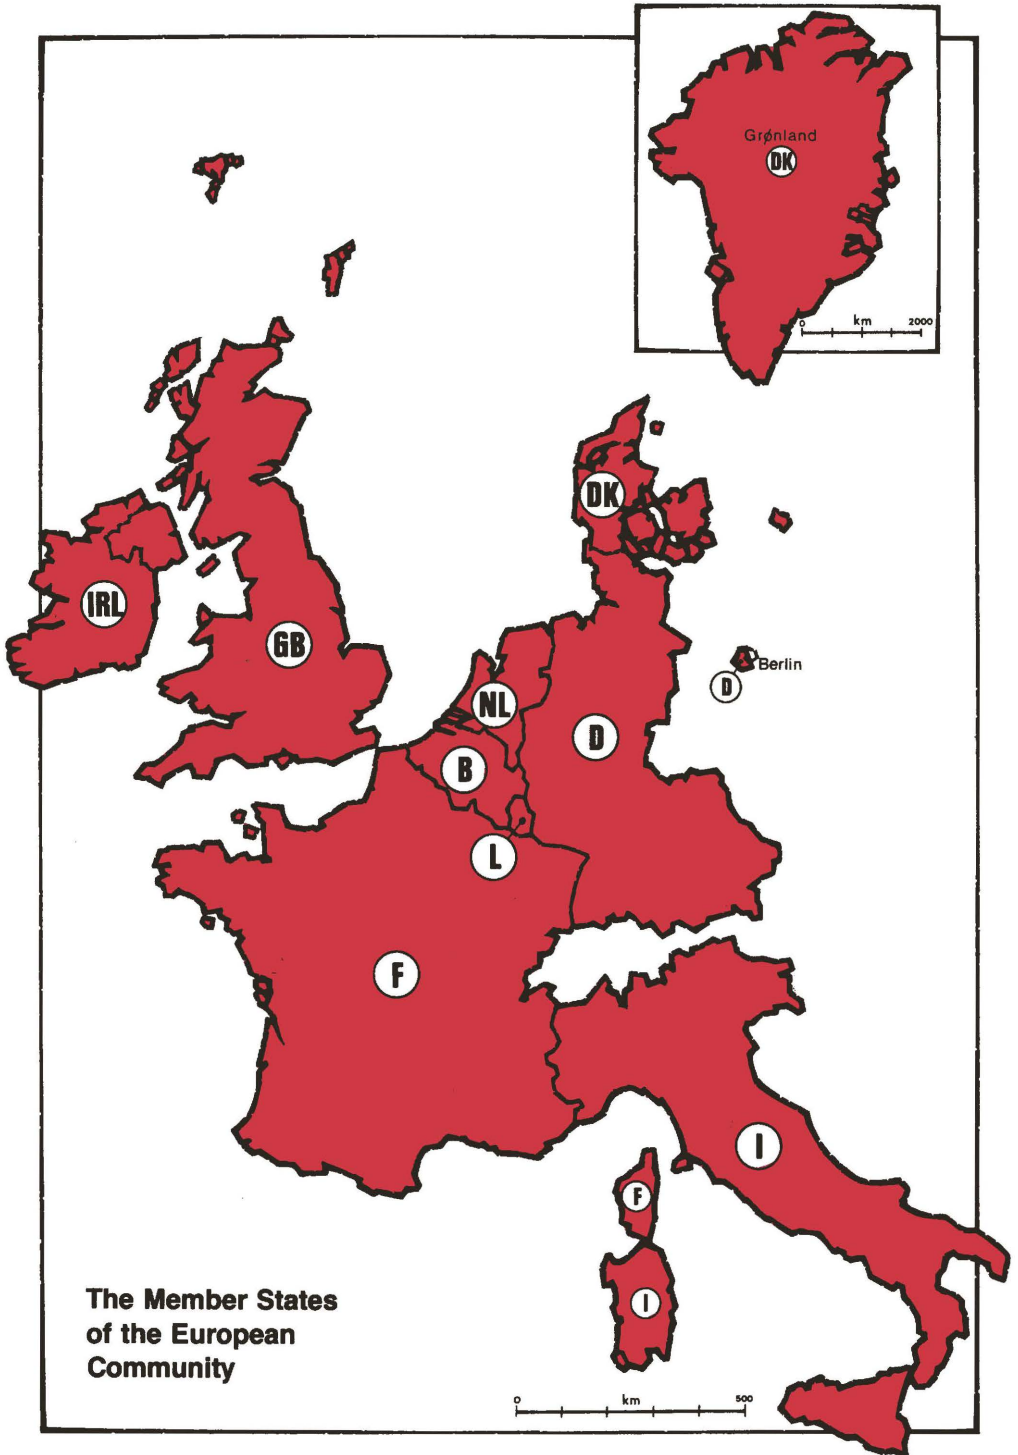 Grønland
DK
0 km 2000
DK
IRL
GB
Berlin
D
NL
D
B
L
F
I
F
I
The Member States
of the European
Community
0 km 500